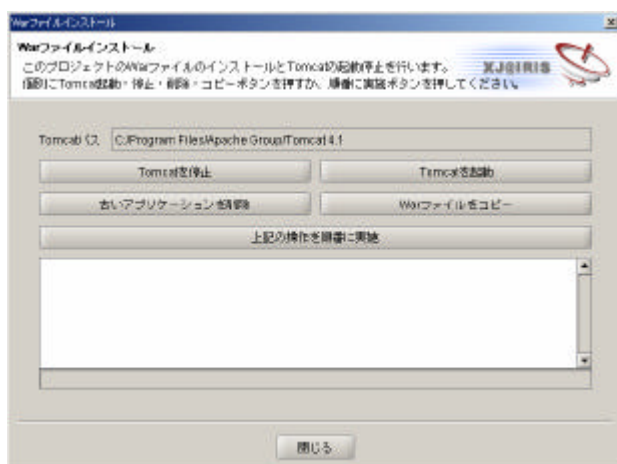 Warファイルインストール
Warファイルインストール
このプロジェクトのWarファイルのインストールとTomcatの起動停止を行います。
個別にTomcat起動・停止・削除・コピーボタンを押すか、順番に実施ボタンを押してください。
XJQIRIS
Tomcatパス C:/Program Files/Apache Group/Tomcat 4.1
Tomcatを停止 Tomcatを起動
古いアプリケーションを削除 Warファイルをコピー
上記の操作を順番に実施
閉じる